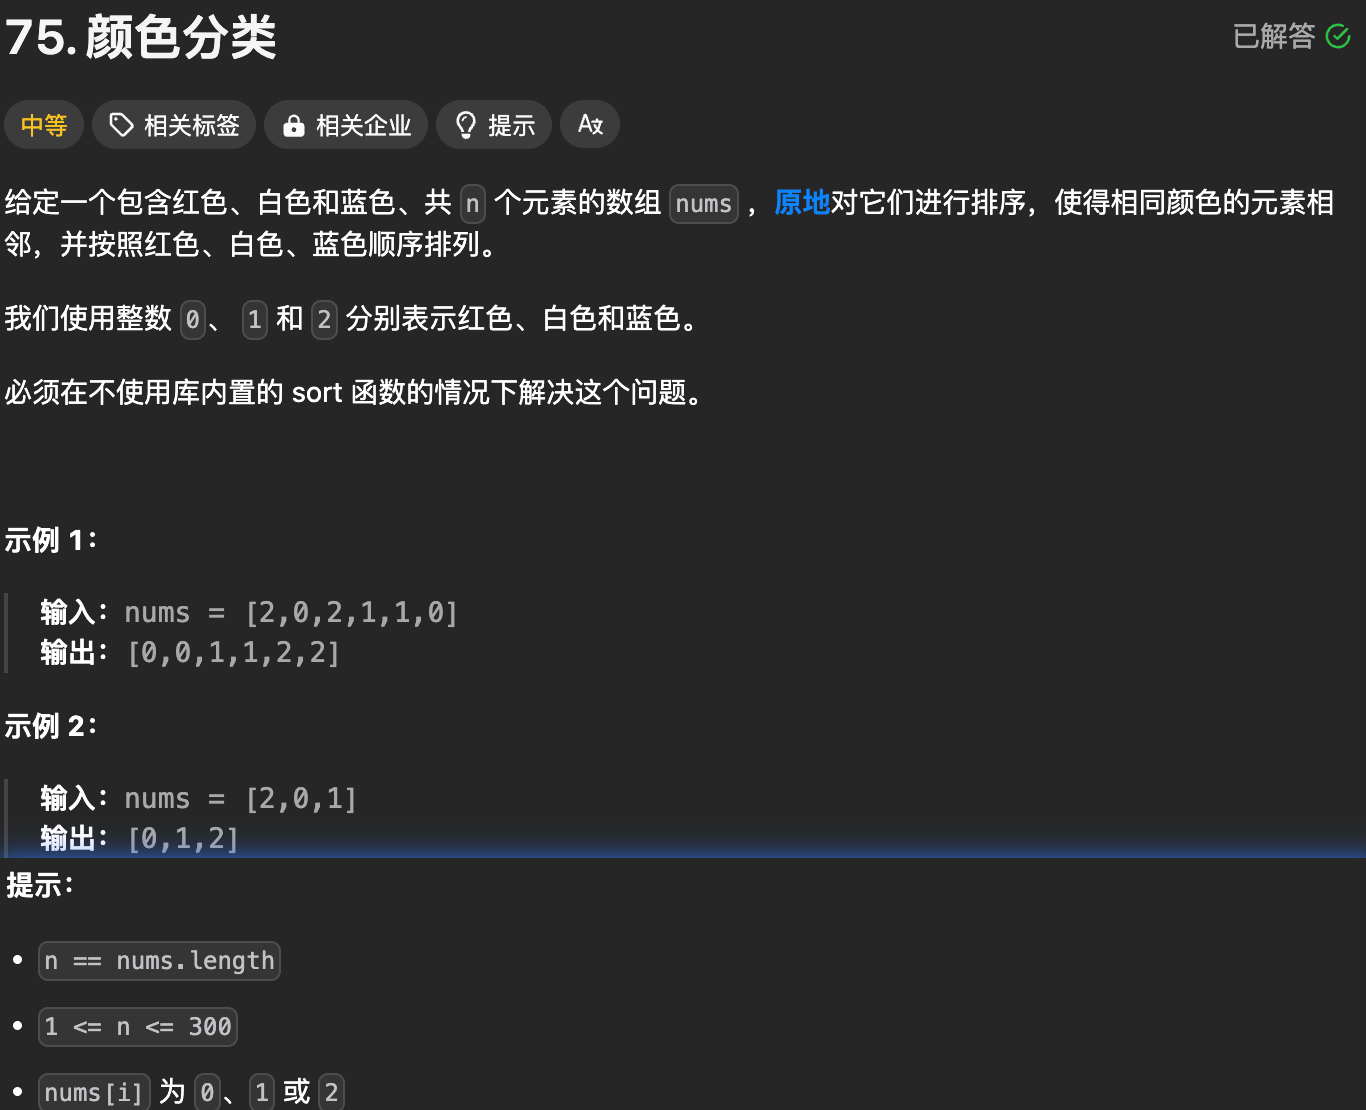 75. 颜色分类
已解答
中等 相关标签 相关企业 提示
给定一个包含红色、白色和蓝色、共 n 个元素的数组 nums ，原地对它们进行排序，使得相同颜色的元素相
邻，并按照红色、白色、蓝色顺序排列。
我们使用整数 0、 1 和 2 分别表示红色、白色和蓝色。
必须在不使用库内置的 sort 函数的情况下解决这个问题。
示例 1：
输入：nums = [2,0,2,1,1,0]
输出：[0,0,1,1,2,2]
示例 2：
输入：nums = [2,0,1]
输出：[0,1,2]
提示：
• n == nums.length
• 1 <= n <= 300
• nums[i] 为 0、1 或 2